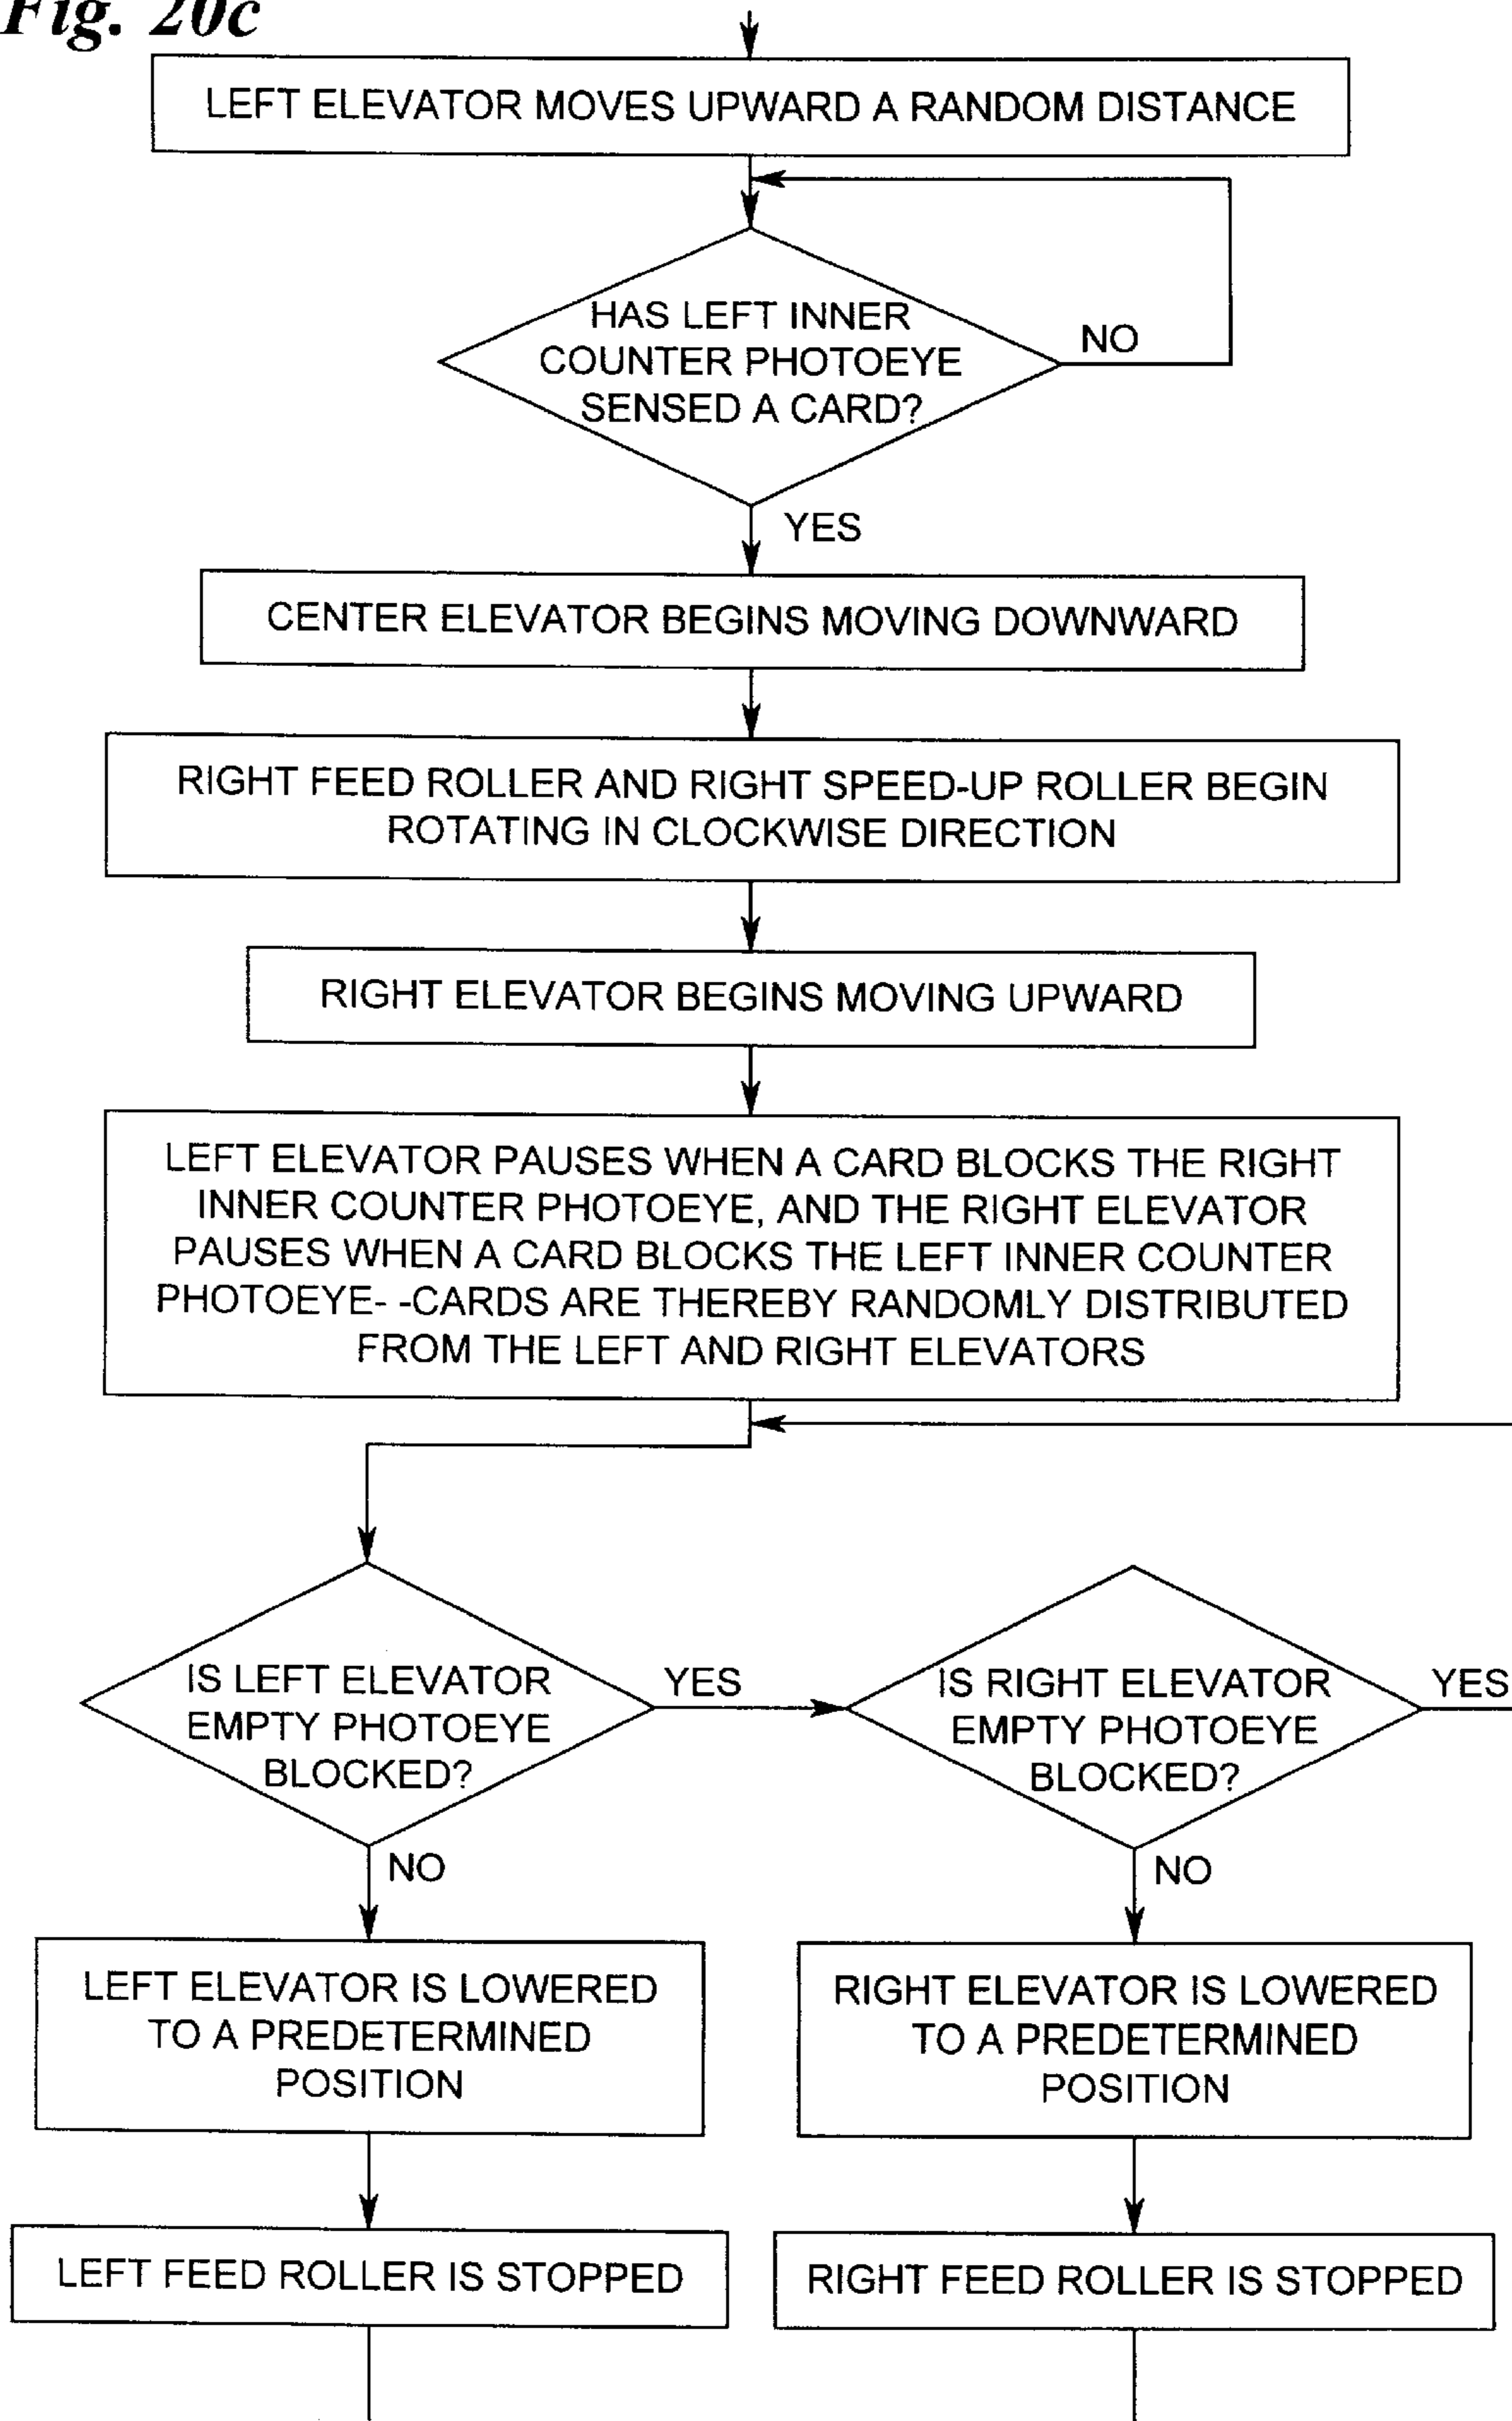 Fig. 20c
LEFT ELEVATOR MOVES UPWARD A RANDOM DISTANCE
HAS LEFT INNER
COUNTER PHOTOEYE
SENSED A CARD?
NO
YES
CENTER ELEVATOR BEGINS MOVING DOWNWARD
RIGHT FEED ROLLER AND RIGHT SPEED-UP ROLLER BEGIN
ROTATING IN CLOCKWISE DIRECTION
RIGHT ELEVATOR BEGINS MOVING UPWARD
LEFT ELEVATOR PAUSES WHEN A CARD BLOCKS THE RIGHT
INNER COUNTER PHOTOEYE, AND THE RIGHT ELEVATOR
PAUSES WHEN A CARD BLOCKS THE LEFT INNER COUNTER
PHOTOEYE- -CARDS ARE THEREBY RANDOMLY DISTRIBUTED
FROM THE LEFT AND RIGHT ELEVATORS
IS LEFT ELEVATOR
EMPTY PHOTOEYE
BLOCKED?
YES
NO
IS RIGHT ELEVATOR
EMPTY PHOTOEYE
BLOCKED?
YES
NO
LEFT ELEVATOR IS LOWERED
TO A PREDETERMINED
POSITION
RIGHT ELEVATOR IS LOWERED
TO A PREDETERMINED
POSITION
LEFT FEED ROLLER IS STOPPED
RIGHT FEED ROLLER IS STOPPED